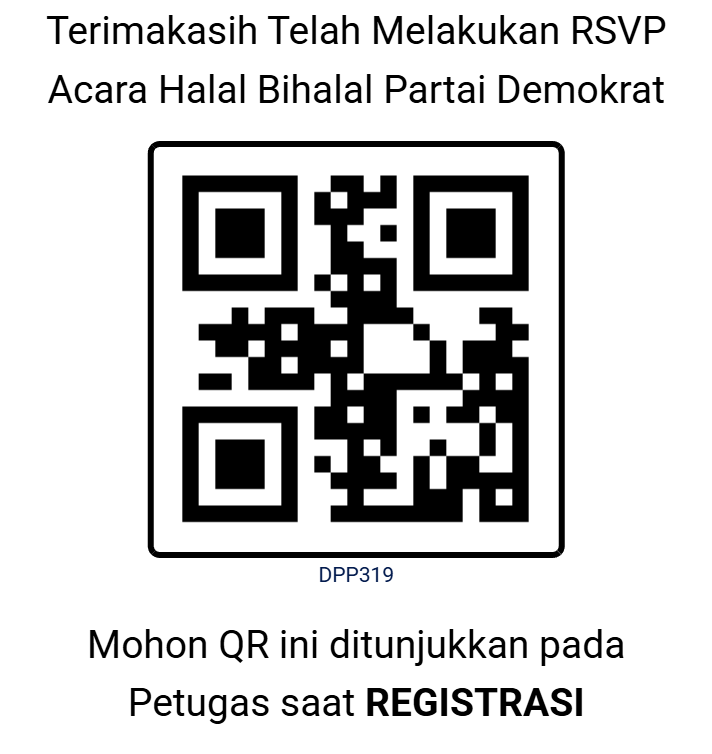 Terimakasih Telah Melakukan RSVP
Acara Halal Bihalal Partai Demokrat
DPP319
Mohon QR ini ditunjukkan pada
Petugas saat REGISTRASI